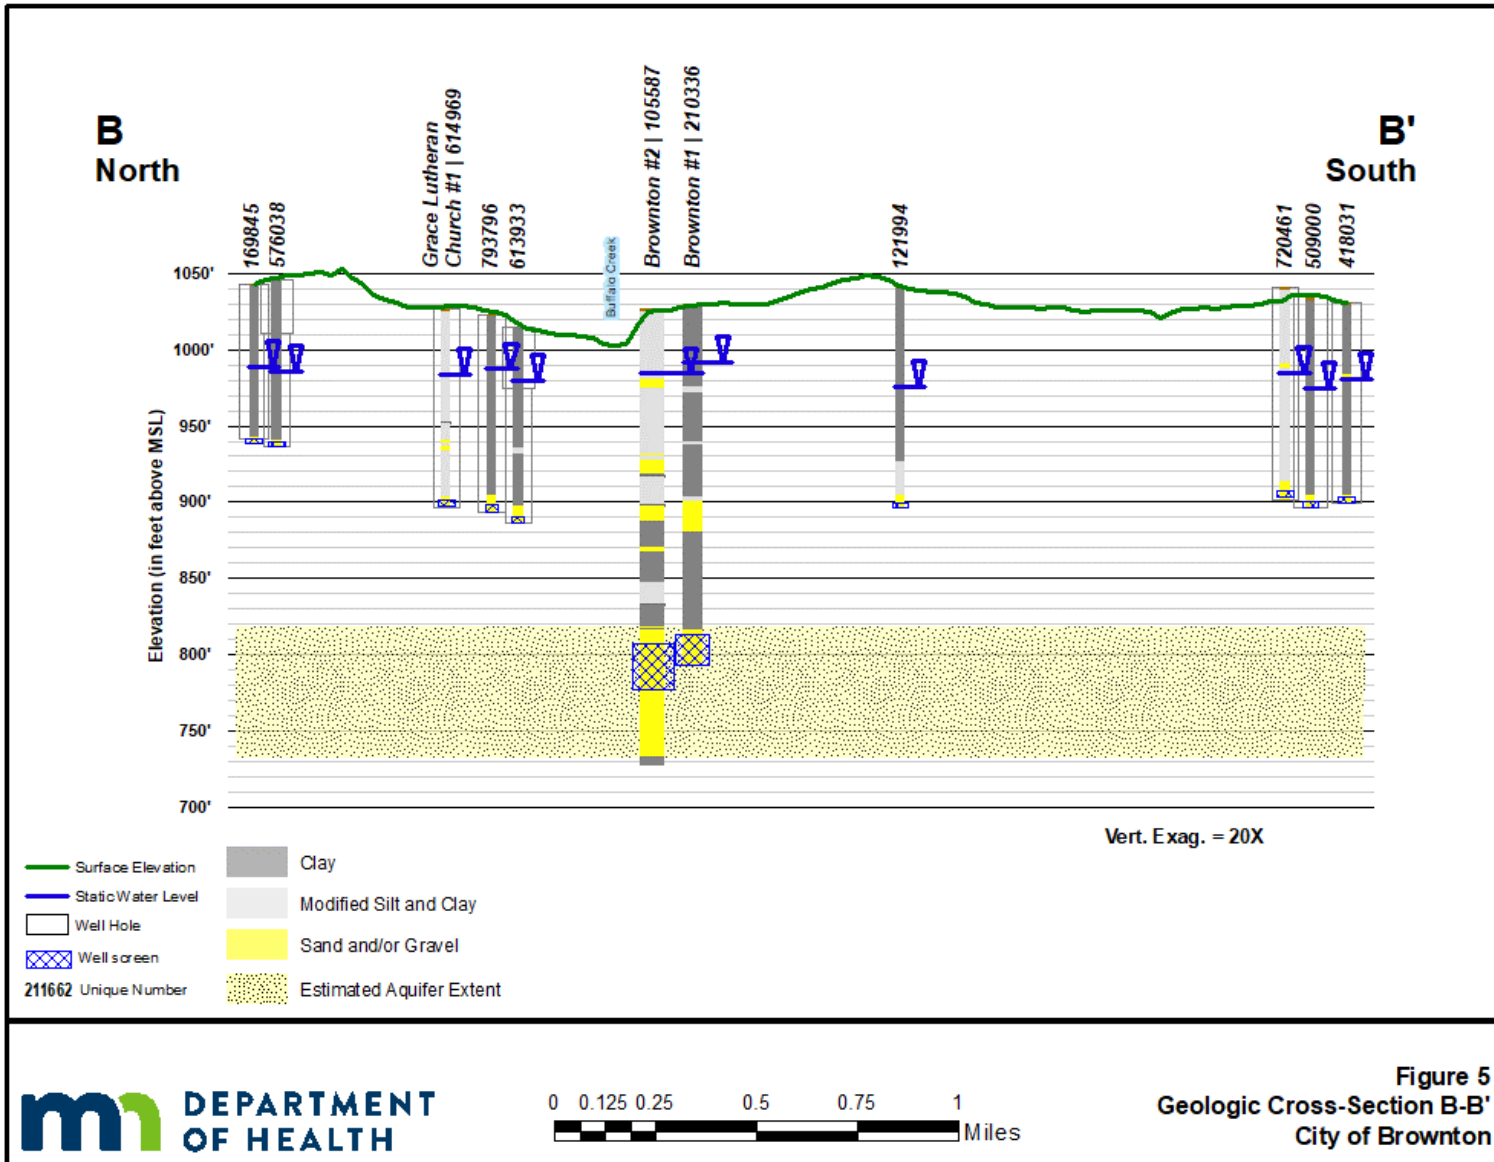 B
North
B'
South
169845
576038
Grace Lutheran
Church #1 | 614969
793796
613933
Buffalo Creek
Brownton #2 | 105587
Brownton #1 | 210336
121994
720461
509000
418031
Elevation (in feet above MSL)
1050'
1000'
950'
900'
850'
800'
750'
700'
Vert. Exag. = 20X
Surface Elevation
Static Water Level
Well Hole
Well screen
211662 Unique Number
Clay
Modified Silt and Clay
Sand and/or Gravel
Estimated Aquifer Extent
mn DEPARTMENT
OF HEALTH
0 0.125 0.25 0.5 0.75 1
Miles
Figure 5
Geologic Cross-Section B-B'
City of Brownton